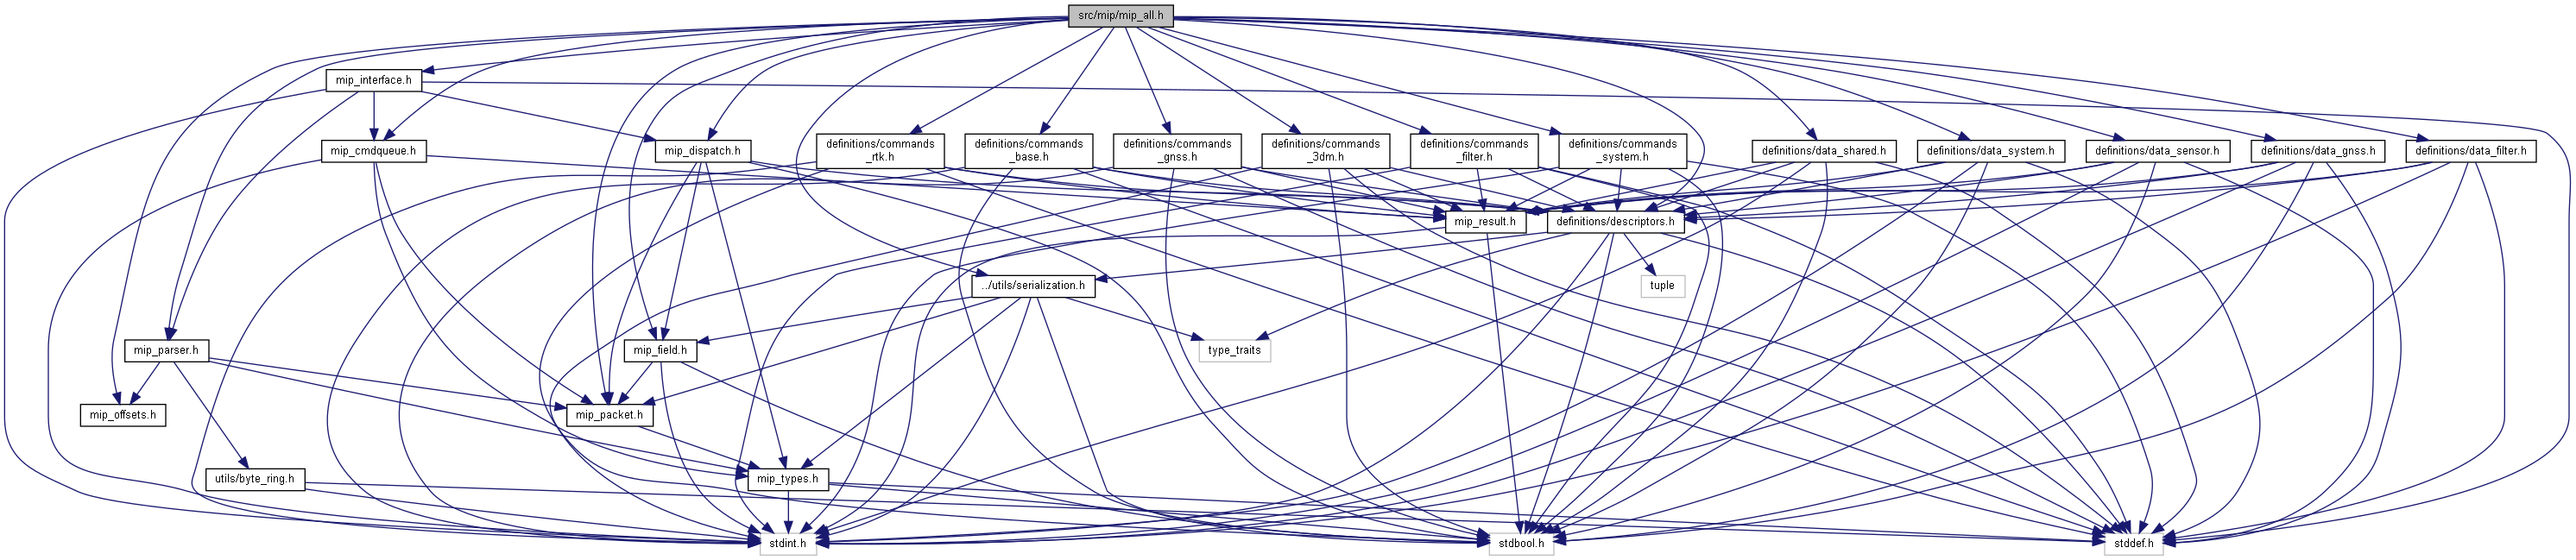 src/mip/mip_all.h
mip_interface.h
mip_cmdqueue.h
mip_dispatch.h
definitions/commands
_rtk.h
definitions/commands
_base.h
definitions/commands
_gnss.h
definitions/commands
_3dm.h
definitions/commands
_filter.h
definitions/commands
_system.h
definitions/data_shared.h
definitions/data_system.h
definitions/data_sensor.h
definitions/data_gnss.h
definitions/data_filter.h
mip_result.h
definitions/descriptors.h
../utils/serialization.h
tuple
mip_parser.h
mip_field.h
type_traits
mip_offsets.h
mip_packet.h
utils/byte_ring.h
mip_types.h
stdint.h
stdbool.h
stddef.h